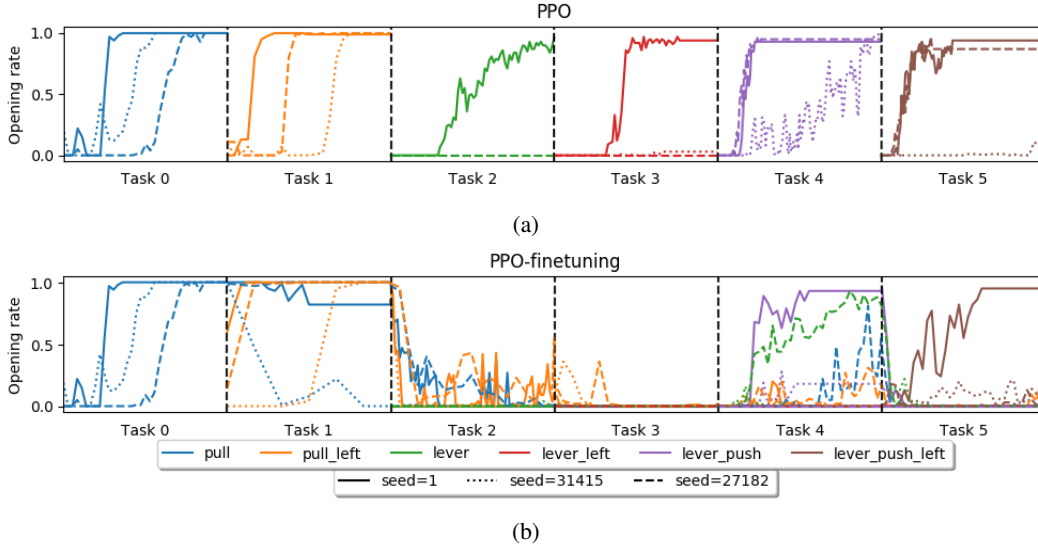 PPO
Opening rate
1.0
0.5
0.0
Task 0 Task 1 Task 2 Task 3 Task 4 Task 5
(a)
PPO-finetuning
Opening rate
1.0
0.5
0.0
Task 0 Task 1 Task 2 Task 3 Task 4 Task 5
pull pull_left lever lever_left lever_push lever_push_left
seed=1 seed=31415 seed=27182
(b)